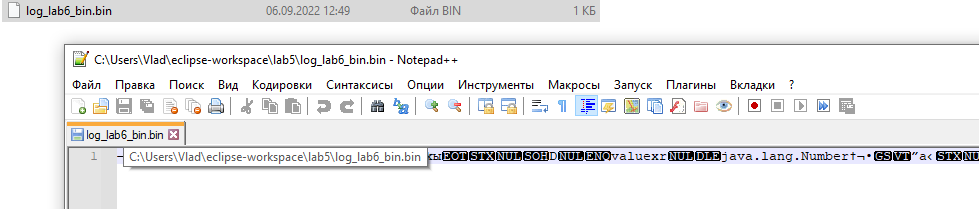 log_lab6_bin.bin 06.09.2022 12:49 Файл BIN 1 КБ
C:\Users\Vlad\eclipse-workspace\lab5\log_lab6_bin.bin - Notepad++
Файл Правка Поиск Вид Кодировки Синтаксисы Опции Инструменты Макросы Запуск Плагины Вкладки ?
log_lab6_bin.bin
1 EOT STX NUL SOH D NUL ENQ valuexr NUL DLE java.lang.Number†¬• GS VT ”а‹ STX NU
C:\Users\Vlad\eclipse-workspace\lab5\log_lab6_bin.bin